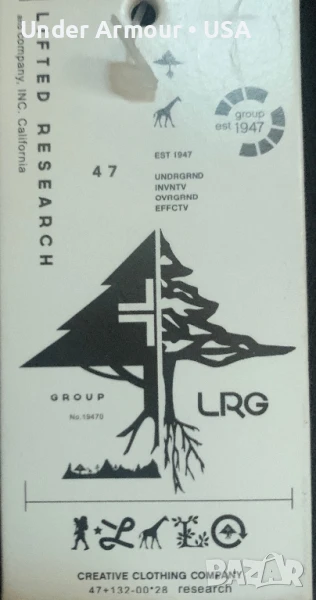 Under Armour • USA
LIFTED RESEARCH
company, INC. California
group
est 1947
47
EST 1947
UNDRGRND
INVNTV
OVRGRND
EFFCTV
GROUP
No.19470
LRG
CREATIVE CLOTHING COMPANY
47+132-00*28 research
bazar